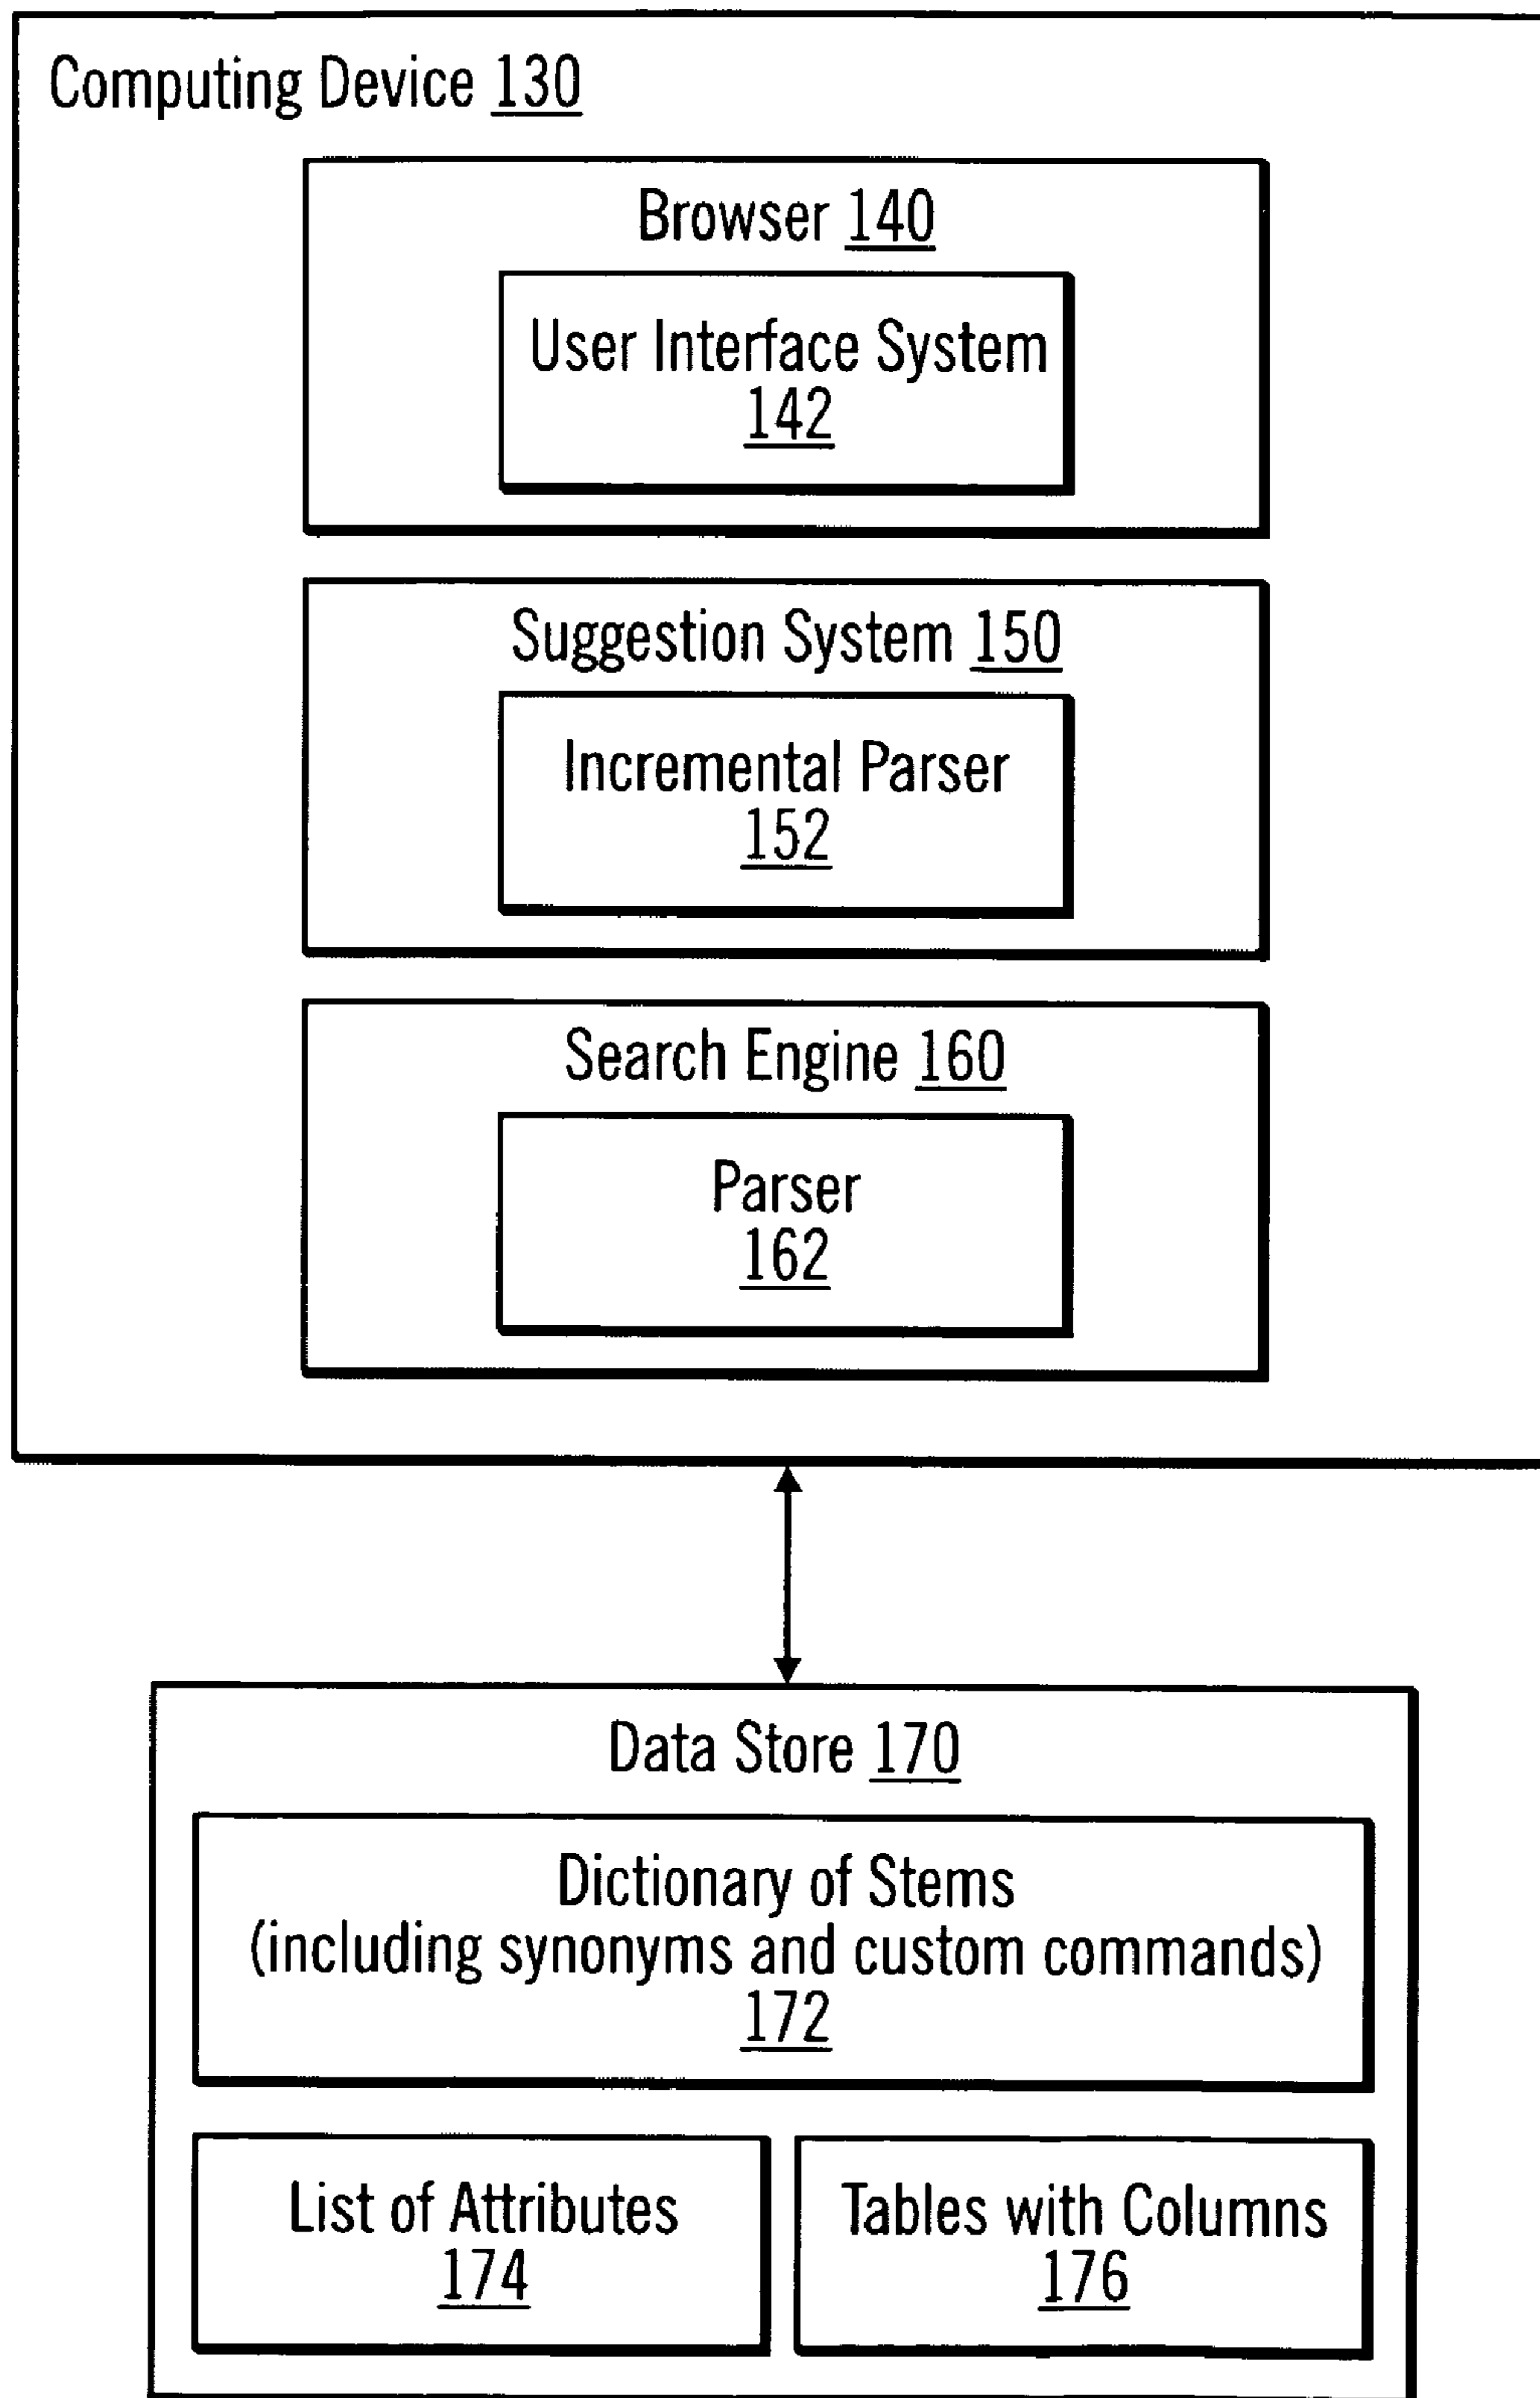 Computing Device 130
Browser 140
User Interface System
142
Suggestion System 150
Incremental Parser
152
Search Engine 160
Parser
162
Data Store 170
Dictionary of Stems
(including synonyms and custom commands)
172
List of Attributes
174
Tables with Columns
176